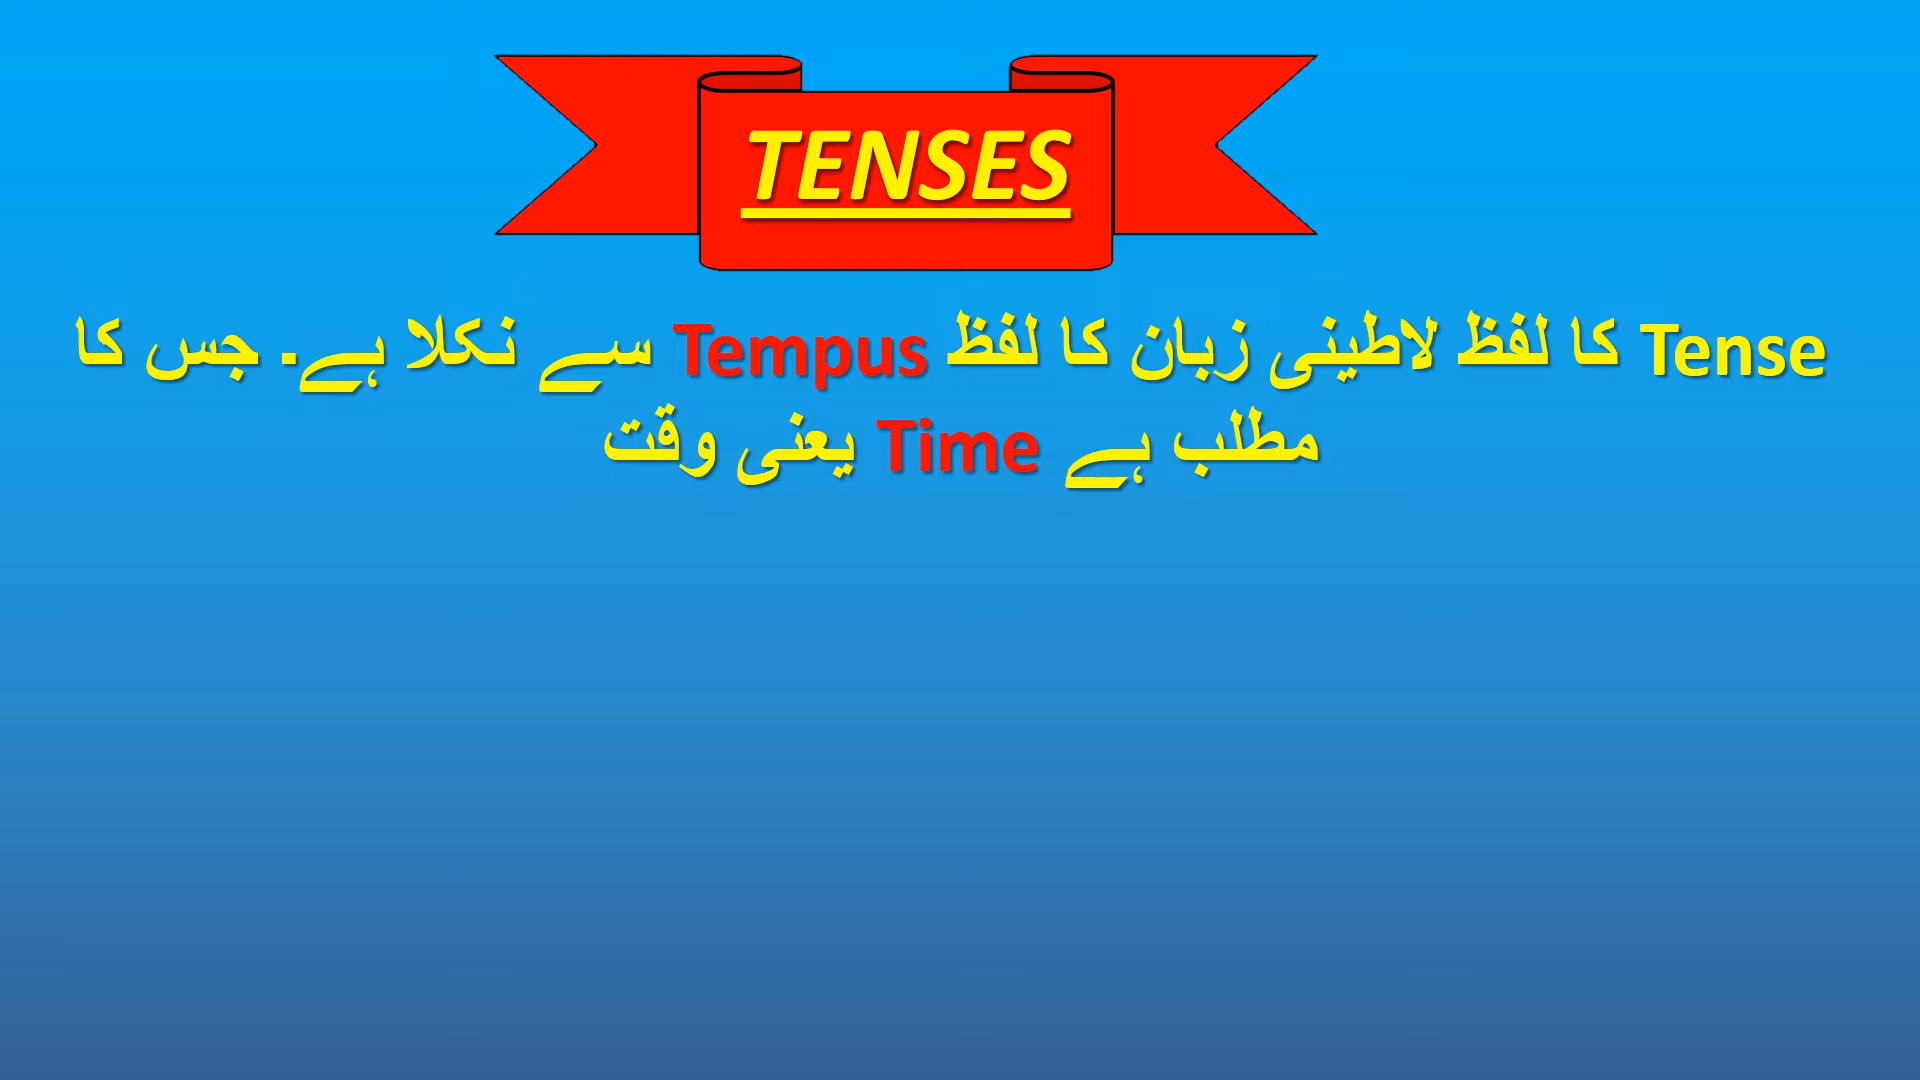 TENSES
Tense کا لفظ لاطینی زبان کا لفظ Tempus سے نکلا ہے. جس کا
مطلب ہے Time یعنی وقت